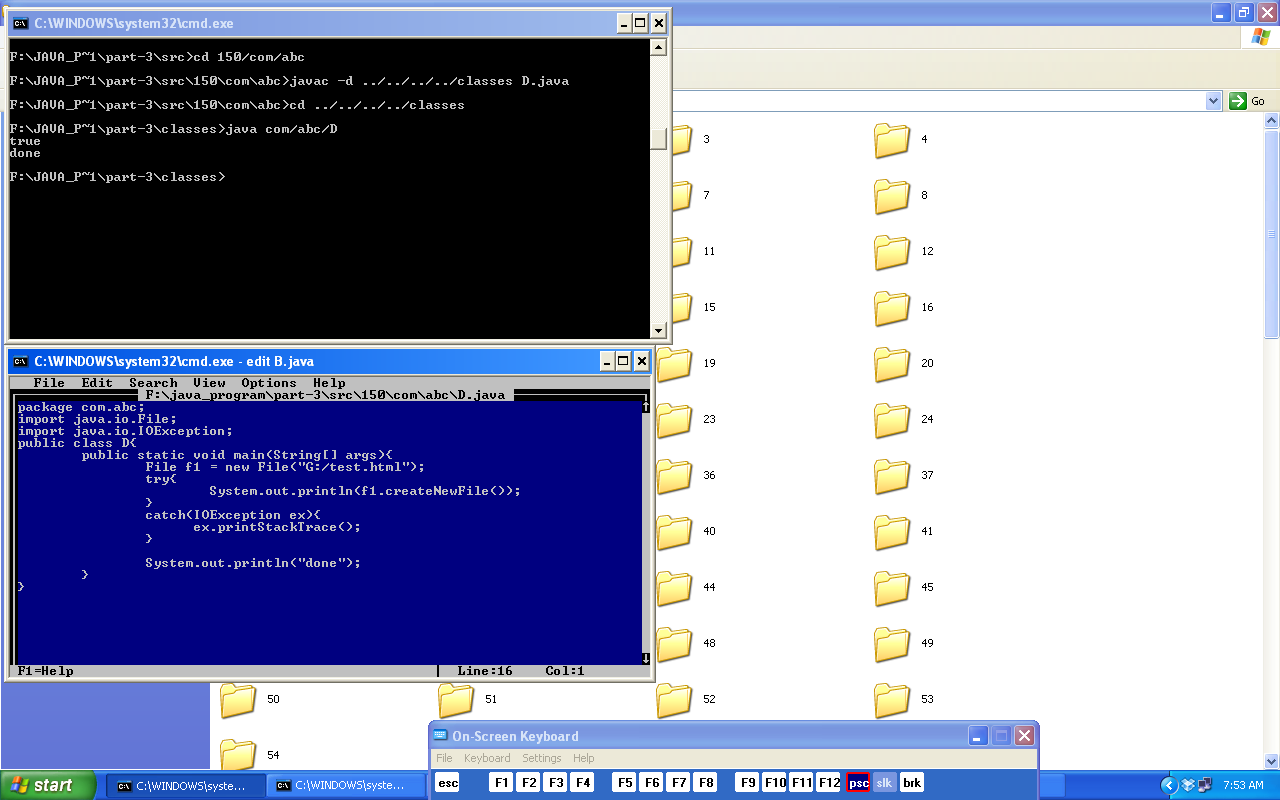 C:\WINDOWS\system32\cmd.exe
F:\JAVA_P~1\part-3\src>cd 150/com/abc
F:\JAVA_P~1\part-3\src\150\com\abc>javac -d ../../../../classes D.java
F:\JAVA_P~1\part-3\src\150\com\abc>cd ../../../../classes
F:\JAVA_P~1\part-3\classes>java com/abc/D
true
done
F:\JAVA_P~1\part-3\classes>
Go
3
4
7
8
11
12
15
16
19
20
23
24
36
37
40
41
44
45
48
49
50
51
52
53
54
C:\WINDOWS\system32\cmd.exe - edit B.java
File Edit Search View Options Help
F:\java_program\part-3\src\150\com\abc\D.java
package com.abc;
import java.io.File;
import java.io.IOException;
public class D{
public static void main(String[] args){
File f1 = new File("G:/test.html");
try{
System.out.println(f1.createNewFile());
}
catch(IOException ex){
ex.printStackTrace();
}
System.out.println("done");
}
}
F1=Help Line:16 Col:1
On-Screen Keyboard
File Keyboard Settings Help
esc F1 F2 F3 F4 F5 F6 F7 F8 F9 F10 F11 F12 psc slk brk
start C:\WINDOWS\syste... C:\WINDOWS\syste... 7:53 AM